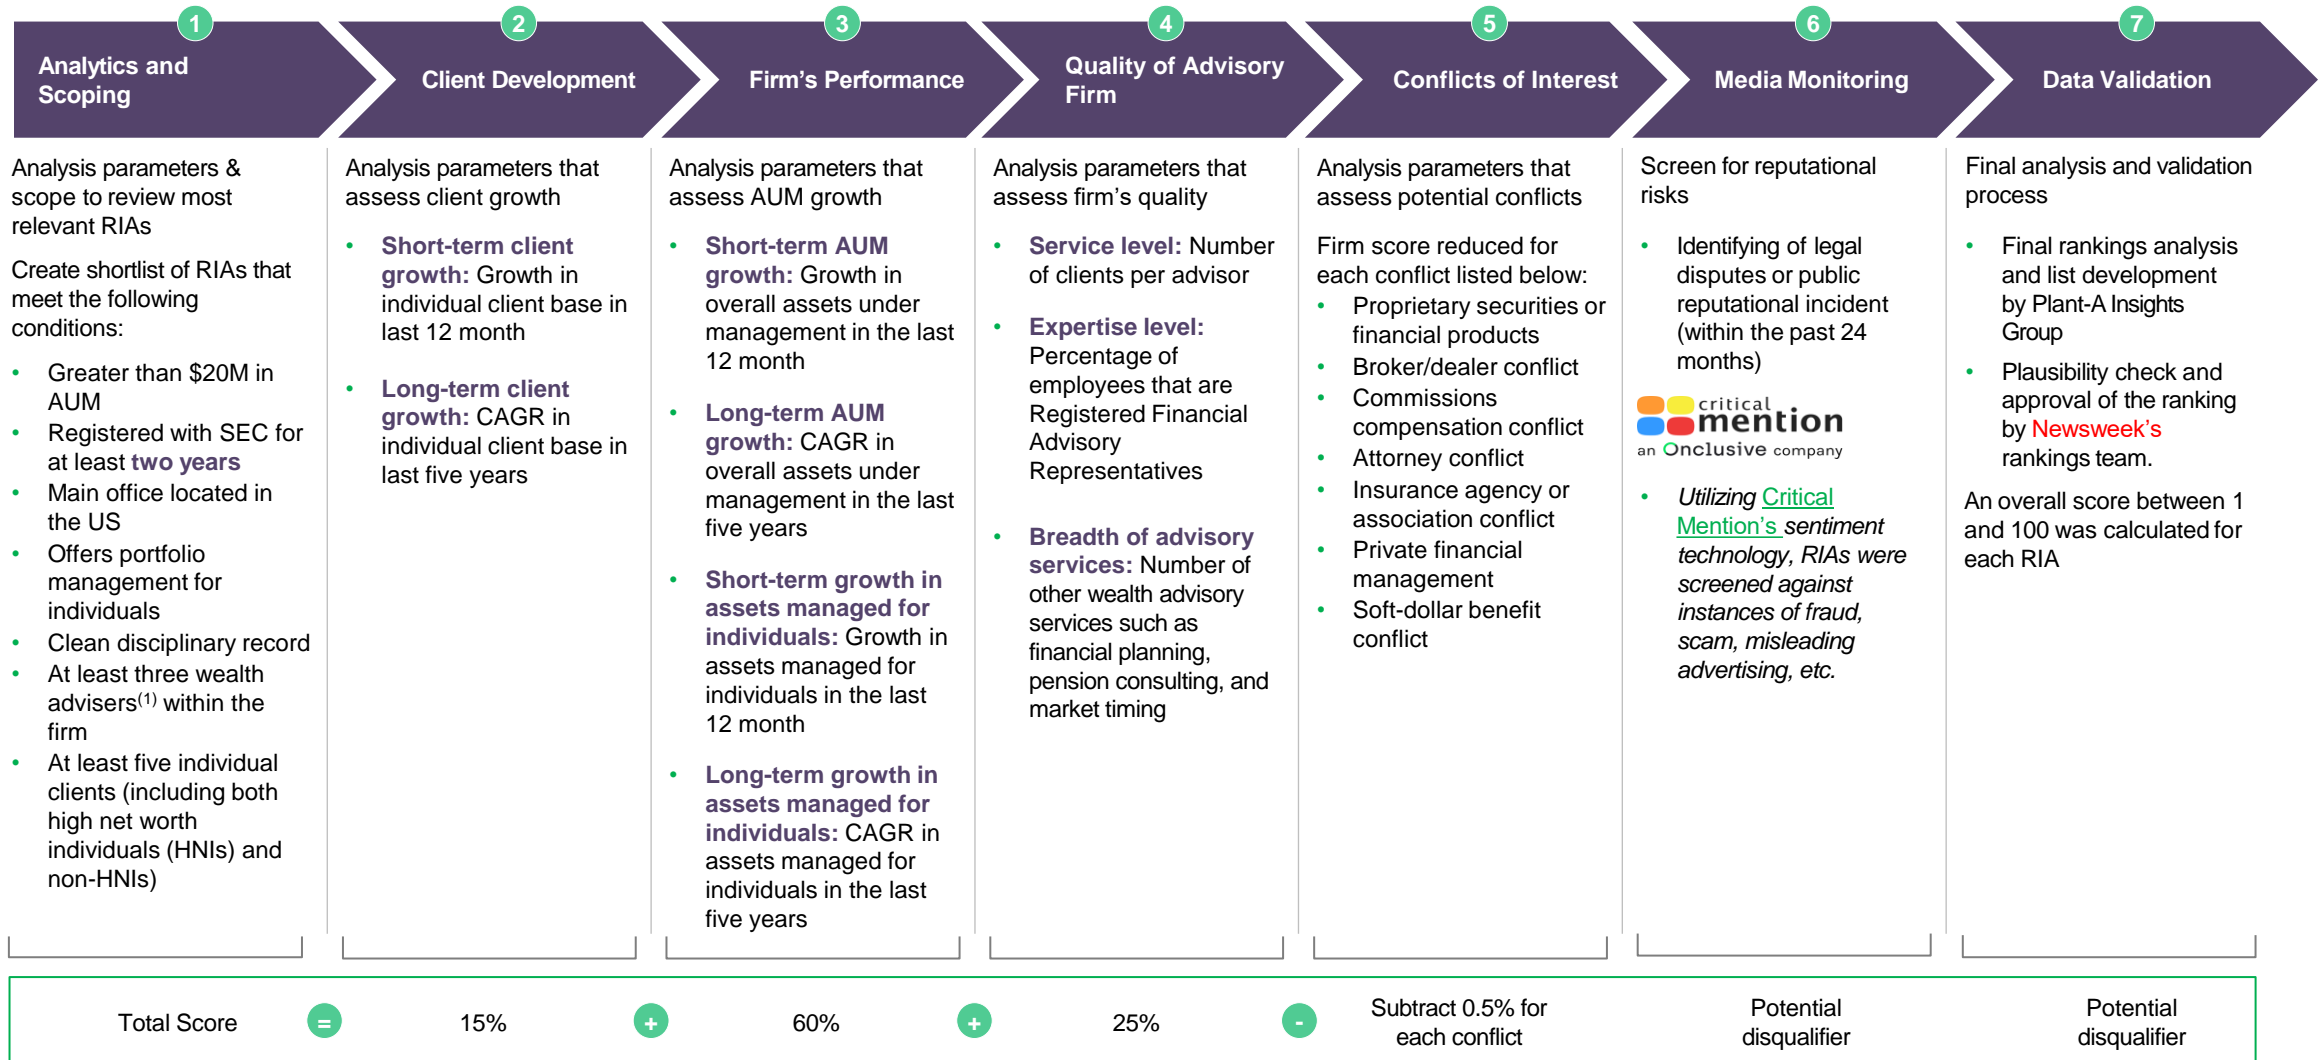 1
Analytics and
Scoping
2
Client Development
3
Firm's Performance
4
Quality of Advisory
Firm
5
Conflicts of Interest
6
Media Monitoring
7
Data Validation
Analysis parameters &
scope to review most
relevant RIAs
Create shortlist of RIAs that
meet the following
conditions:
• Greater than $20M in
AUM
• Registered with SEC for
at least two years
• Main office located in
the US
• Offers portfolio
management for
individuals
• Clean disciplinary record
• At least three wealth
advisers(1) within the
firm
• At least five individual
clients (including both
high net worth
individuals (HNIs) and
non-HNIs)
Analysis parameters that
assess client growth
• Short-term client
growth: Growth in
individual client base in
last 12 month
• Long-term client
growth: CAGR in
individual client base in
last five years
Analysis parameters that
assess AUM growth
• Short-term AUM
growth: Growth in
overall assets under
management in the last
12 month
• Long-term AUM
growth: CAGR in
overall assets under
management in the last
five years
• Short-term growth in
assets managed for
individuals: Growth in
assets managed for
individuals in the last
12 month
• Long-term growth in
assets managed for
individuals: CAGR in
assets managed for
individuals in the last
five years
Analysis parameters that
assess firm's quality
• Service level: Number
of clients per advisor
• Expertise level:
Percentage of
employees that are
Registered Financial
Advisory
Representatives
• Breadth of advisory
services: Number of
other wealth advisory
services such as
financial planning,
pension consulting, and
market timing
Analysis parameters that
assess potential conflicts
Firm score reduced for
each conflict listed below:
• Proprietary securities or
financial products
• Broker/dealer conflict
• Commissions
compensation conflict
• Attorney conflict
• Insurance agency or
association conflict
• Private financial
management
• Soft-dollar benefit
conflict
Screen for reputational
risks
• Identifying of legal
disputes or public
reputational incident
(within the past 24
months)
critical
mention
an Onclusive company
• Utilizing Critical
Mention's sentiment
technology, RIAs were
screened against
instances of fraud,
scam, misleading
advertising, etc.
Final analysis and validation
process
• Final rankings analysis
and list development
by Plant-A Insights
Group
• Plausibility check and
approval of the ranking
by Newsweek's
rankings team.
An overall score between 1
and 100 was calculated for
each RIA
Total Score
=
15%
+
60%
+
25%
-
Subtract 0.5% for
each conflict
Potential
disqualifier
Potential
disqualifier